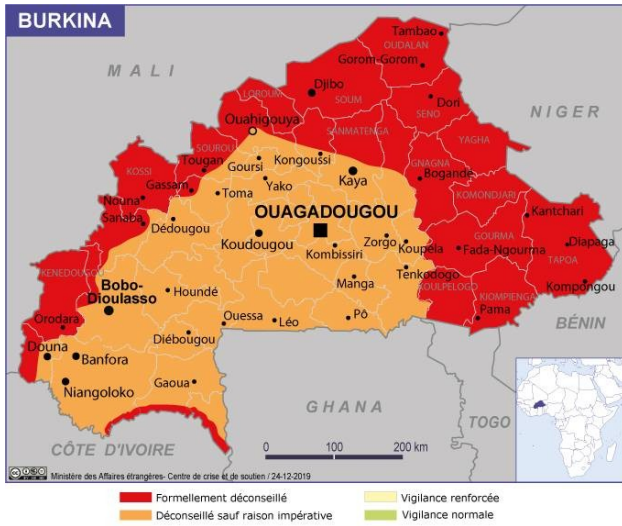 BURKINA
MALI
NIGER
Tambao
OUDALAN
Gorom-Gorom
Djibo
LOROUM
SOUM
Dori
SENO
Ouahigouya
SANMATENGA
YAGHA
SOUROU
Tougan
Goursi
Kongoussi
GNAGNA
Bogandé
KOSSI
Gassam
Yako
Kaya
Toma
KOMONDJARI
Nouna
Sanaba
Dédougou
OUAGADOUGOU
Kantchari
Koudougou
Zorgo
Koupéla
GOURMA
Fada-Ngourma
Diapaga
Kombissiri
TAPOA
KENEDOUGOU
Tenkodogo
Kompongou
Bobo-
Dioulasso
Houndé
Manga
KOULPELOGO
KIOMPIENGA
Orodara
Ouessa
Léo
Pô
Pama
BÉNIN
Douna
Banfora
Diébougou
Niangoloko
Gaoua
GHANA
TOGO
CÔTE D'IVOIRE
0 100 200 km
Ministère des Affaires étrangères- Centre de crise et de soutien / 24-12-2019
Formellement déconseillé
Vigilance renforcée
Déconseillé sauf raison impérative
Vigilance normale